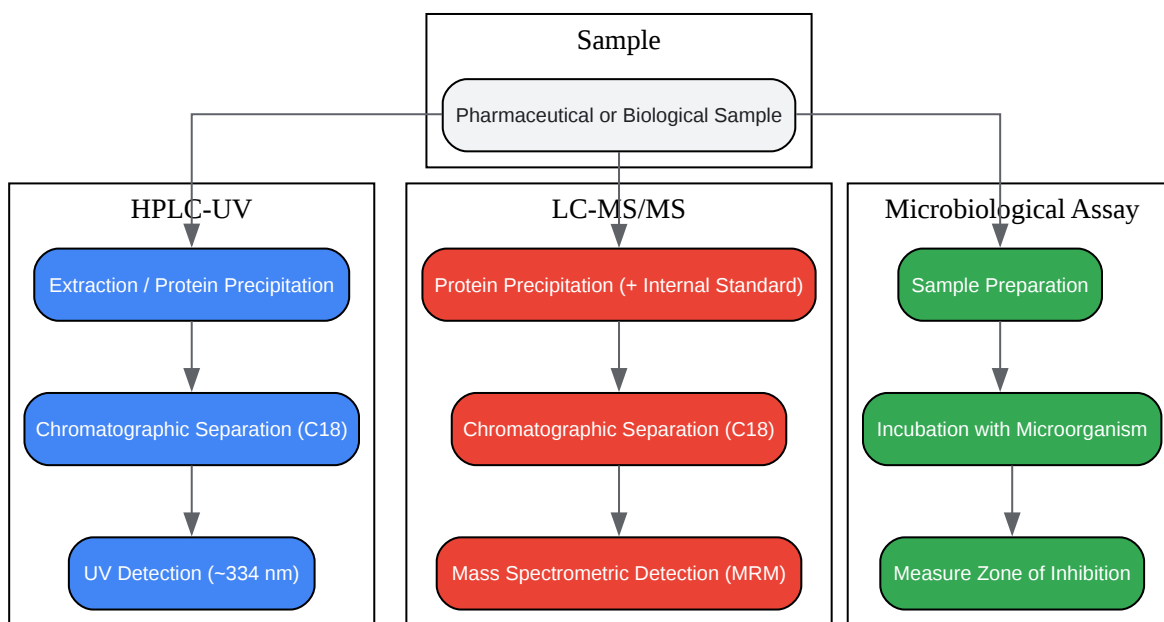 Sample
Pharmaceutical or Biological Sample
HPLC-UV
Extraction / Protein Precipitation
Chromatographic Separation (C18)
UV Detection (~334 nm)
LC-MS/MS
Protein Precipitation (+ Internal Standard)
Chromatographic Separation (C18)
Mass Spectrometric Detection (MRM)
Microbiological Assay
Sample Preparation
Incubation with Microorganism
Measure Zone of Inhibition